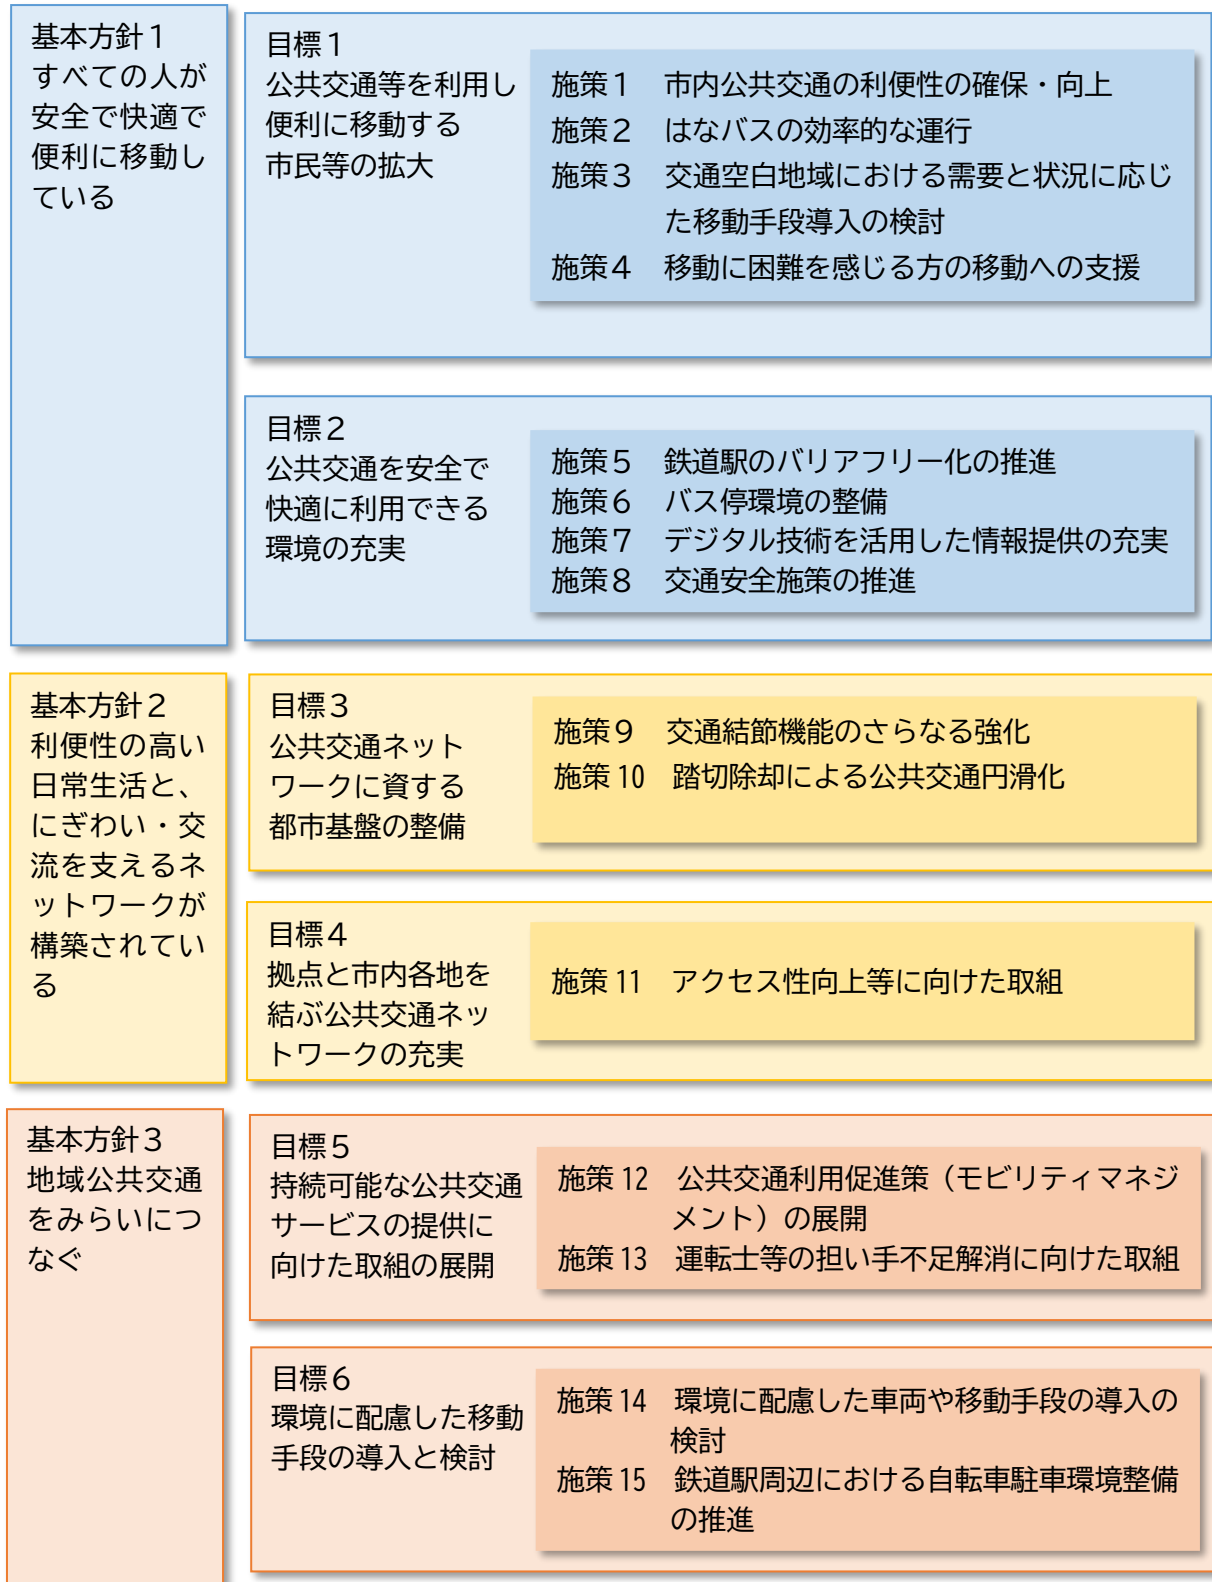 基本方針１
すべての人が
安全で快適で
便利に移動し
ている
目標１
公共交通等を利用し
便利に移動する
市民等の拡大
施策１　市内公共交通の利便性の確保・向上
施策２　はなバスの効率的な運行
施策３　交通空白地域における需要と状況に応じ
た移動手段導入の検討
施策４　移動に困難を感じる方の移動への支援
目標２
公共交通を安全で
快適に利用できる
環境の充実
施策５　鉄道駅のバリアフリー化の推進
施策６　バス停環境の整備
施策７　デジタル技術を活用した情報提供の充実
施策８　交通安全施策の推進
基本方針２
利便性の高い
日常生活と、
にぎわい・交
流を支えるネ
ットワークが
構築されてい
る
目標３
公共交通ネット
ワークに資する
都市基盤の整備
施策９　交通結節機能のさらなる強化
施策10　踏切除却による公共交通円滑化
目標４
拠点と市内各地を
結ぶ公共交通ネッ
トワークの充実
施策11　アクセス性向上等に向けた取組
基本方針３
地域公共交通
をみらいにつ
なぐ
目標５
持続可能な公共交通
サービスの提供に
向けた取組の展開
施策12　公共交通利用促進策（モビリティマネジ
メント）の展開
施策13　運転士等の担い手不足解消に向けた取組
目標６
環境に配慮した移動
手段の導入と検討
施策14　環境に配慮した車両や移動手段の導入の
検討
施策15　鉄道駅周辺における自転車駐車環境整備
の推進